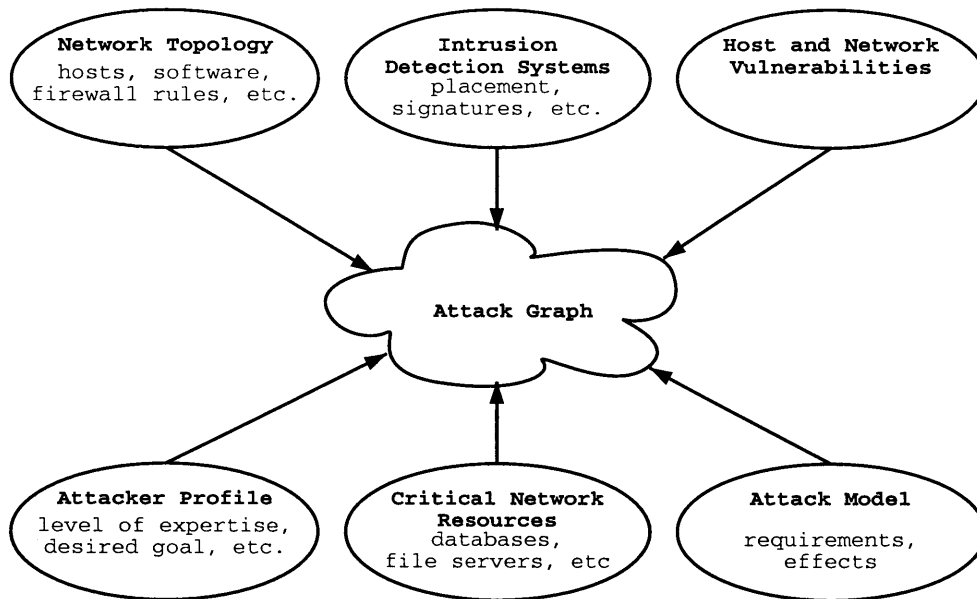 Network Topology
hosts, software,
firewall rules, etc.
Intrusion
Detection Systems
placement,
signatures, etc.
Host and Network
Vulnerabilities
Attack Graph
Attacker Profile
level of expertise,
desired goal, etc.
Critical Network
Resources
databases,
file servers, etc
Attack Model
requirements,
effects